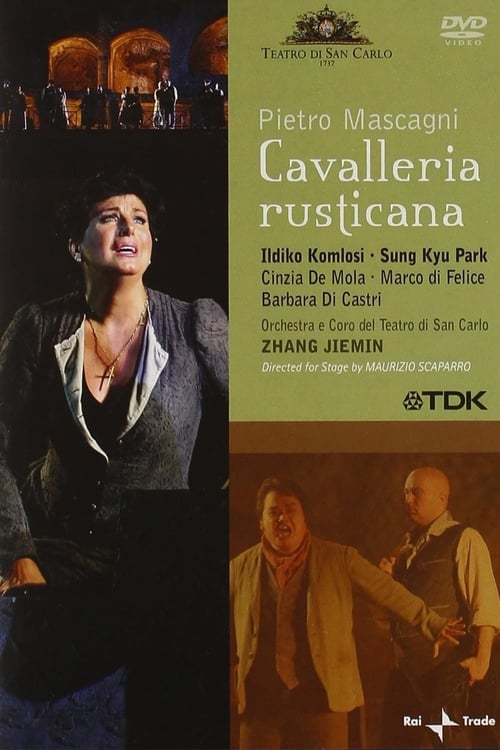 DVD
VIDEO
TEATRO DI SAN CARLO
1737
Pietro Mascagni
Cavalleria
rusticana
Ildiko Komlosi · Sung Kyu Park
Cinzia De Mola · Marco di Felice
Barbara Di Castri
Orchestra e Coro del Teatro di San Carlo
ZHANG JIEMIN
Directed for Stage by MAURIZIO SCAPARRO
TDK
Rai Trade